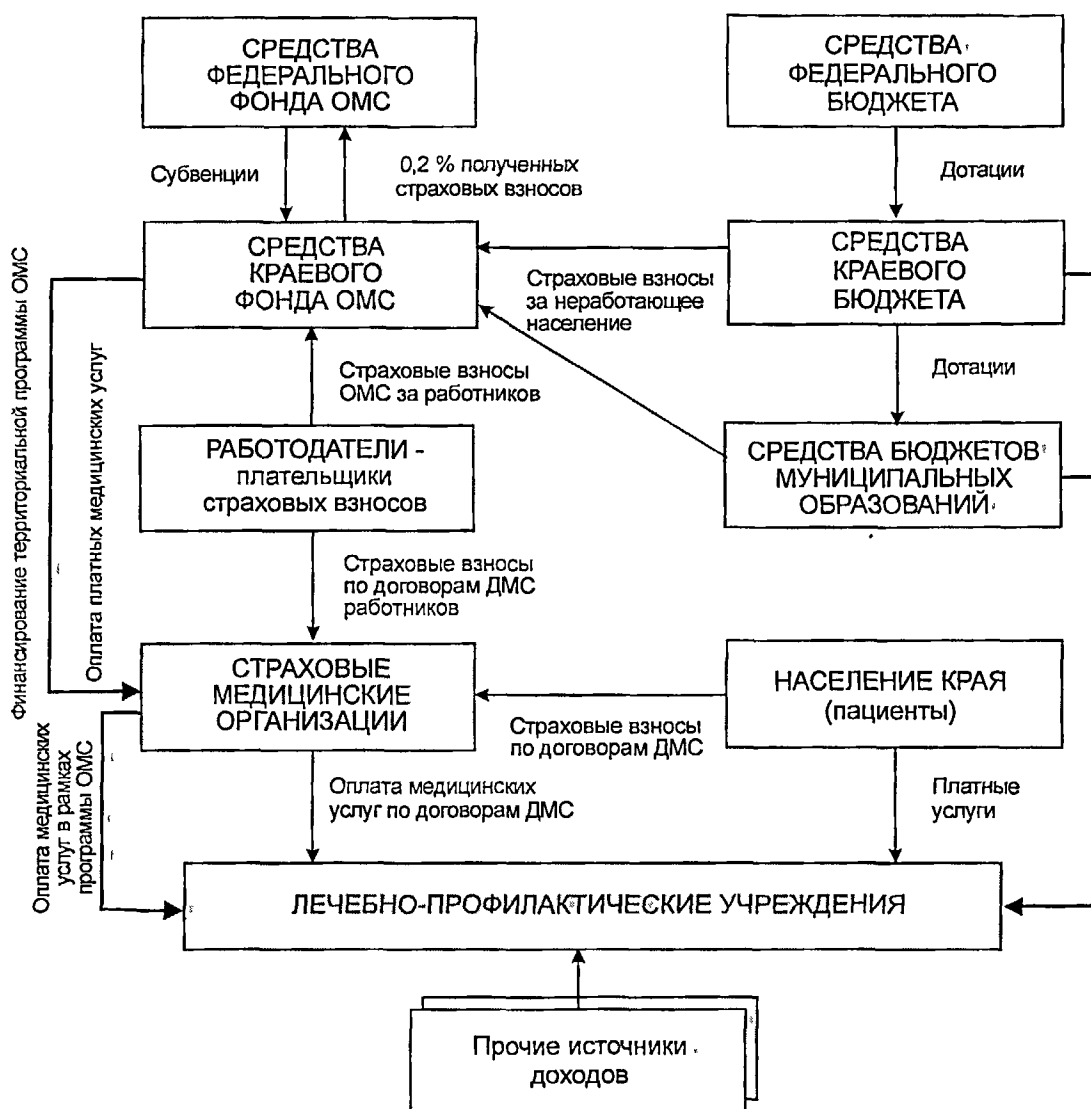 СРЕДСТВА
ФЕДЕРАЛЬНОГО
ФОНДА ОМС
СРЕДСТВА
ФЕДЕРАЛЬНОГО
БЮДЖЕТА
Субвенции
0,2 % полученных
страховых взносов
Дотации
СРЕДСТВА
КРАЕВОГО
ФОНДА ОМС
Страховые взносы
за неработающее
население
СРЕДСТВА
КРАЕВОГО
БЮДЖЕТА
Финансирование территориальной программы ОМС
Оплата платных медицинских услуг
Страховые взносы
ОМС за работников
Дотации
РАБОТОДАТЕЛИ -
плательщики
страховых взносов
СРЕДСТВА БЮДЖЕТОВ
МУНИЦИПАЛЬНЫХ
ОБРАЗОВАНИЙ
Страховые взносы
по договорам ДМС
работников
СТРАХОВЫЕ
МЕДИЦИНСКИЕ
ОРГАНИЗАЦИИ
Страховые взносы
по договорам ДМС
НАСЕЛЕНИЕ КРАЯ
(пациенты)
Оплата медицинских
услуг в рамках
программы ОМС
Оплата медицинских
услуг по договорам ДМС
Платные
услуги
ЛЕЧЕБНО-ПРОФИЛАКТИЧЕСКИЕ УЧРЕЖДЕНИЯ
Прочие источники
доходов